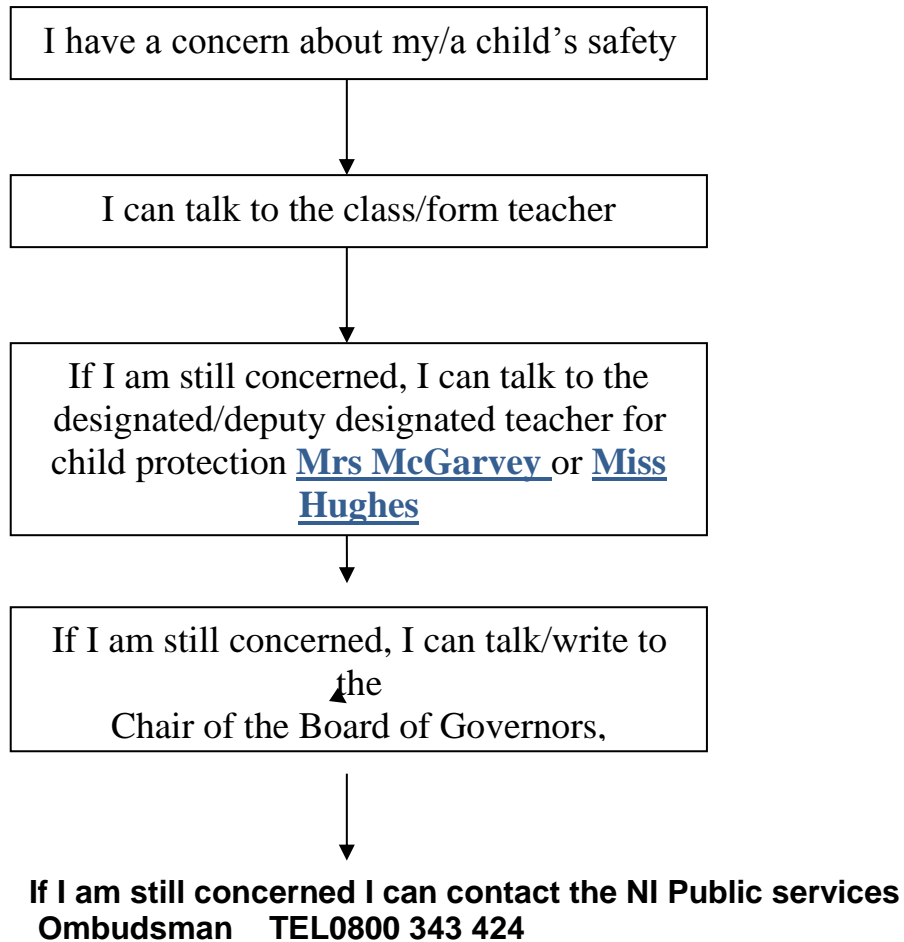 I have a concern about my/a child’s safety
I can talk to the class/form teacher
If I am still concerned, I can talk to the
designated/deputy designated teacher for
child protection Mrs McGarvey or Miss
Hughes
If I am still concerned, I can talk/write to
the
Chair of the Board of Governors,
If I am still concerned I can contact the NI Public services
Ombudsman TEL0800 343 424